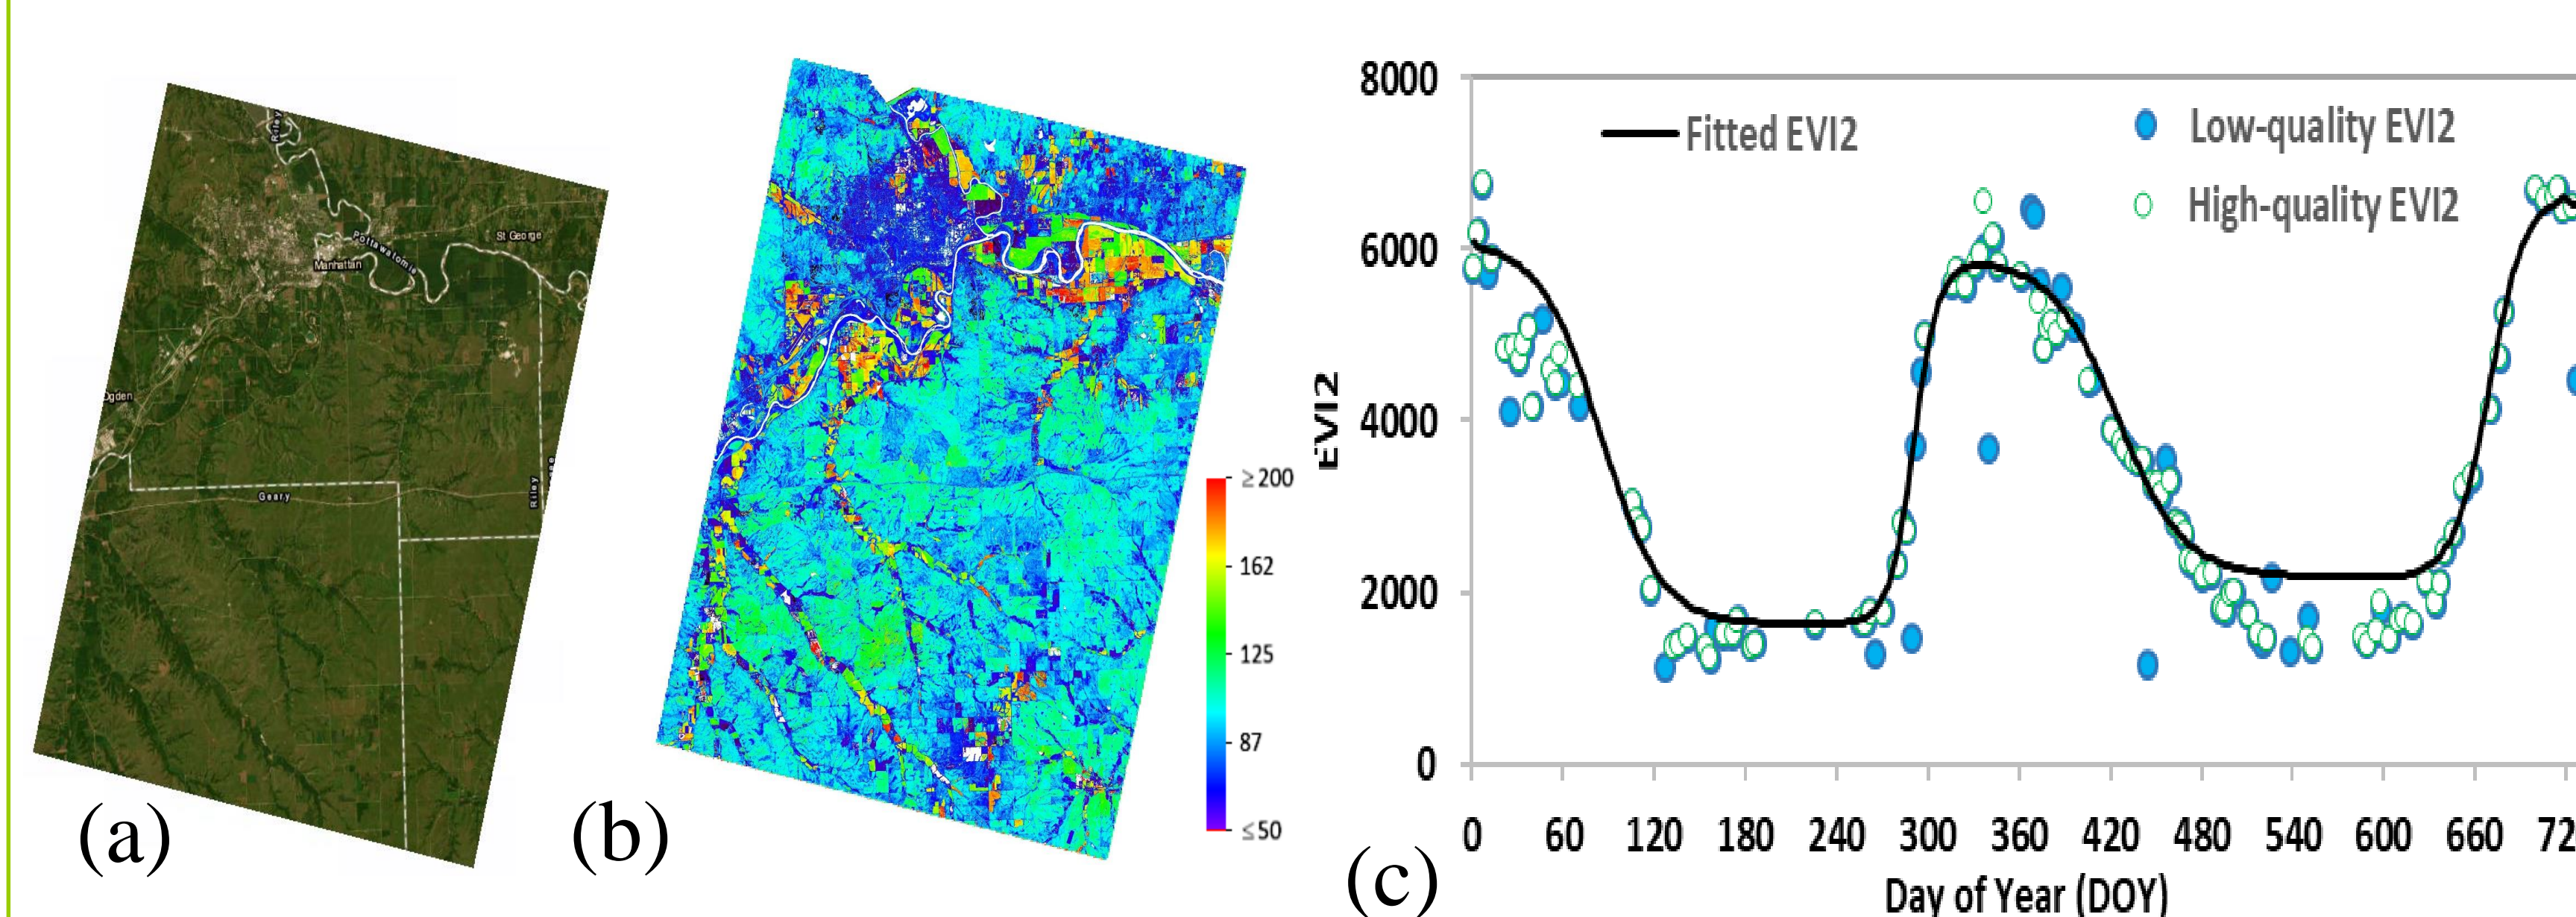 Riley
Pottawatomie
St George
Manhattan
Ogden
Geary
Riley
(a)
≥200
162
125
87
≤50
(b)
8000
6000
4000
2000
0
EVI2
Fitted EVI2
Low-quality EVI2
High-quality EVI2
0 60 120 180 240 300 360 420 480 540 600 660 72
Day of Year (DOY)
(c)